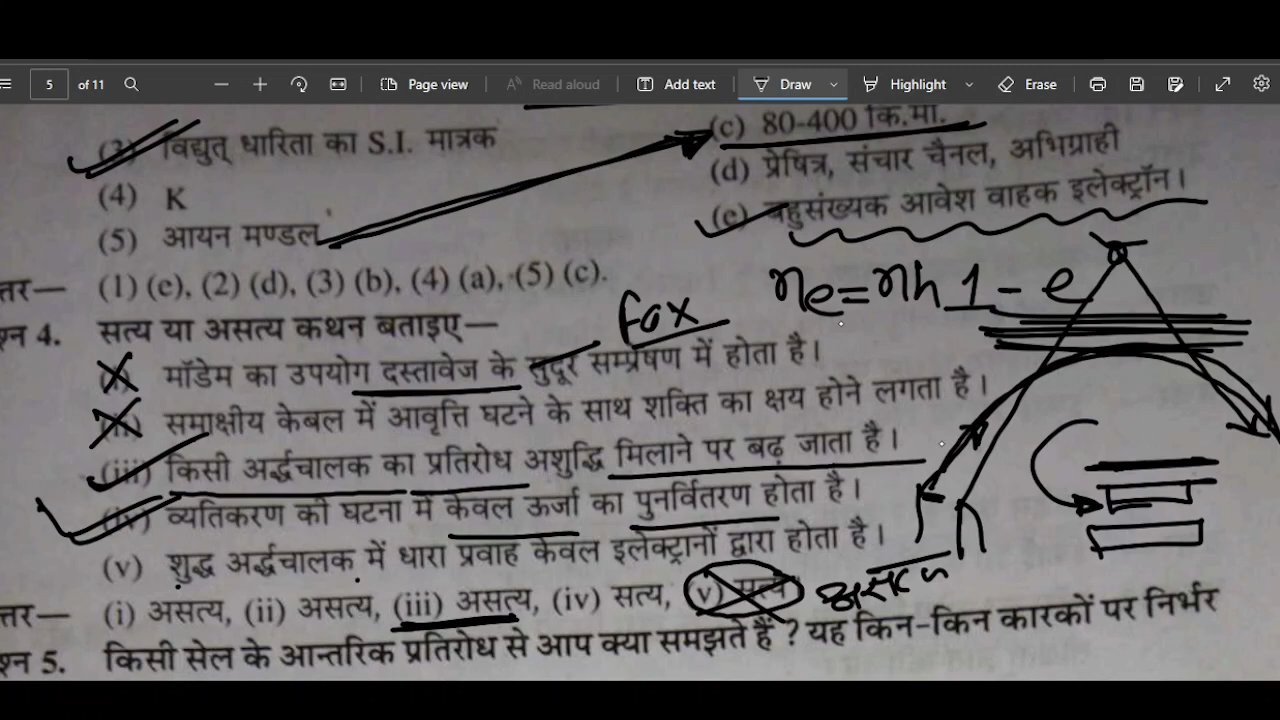 5 of 11 Page view Read aloud Add text Draw Highlight Erase
(3) विद्युत् धारिता का S.I. मात्रक
(c) 80-400 कि.मी.
(4) K
(d) प्रेषित्र, संचार चैनल, अभिग्राही
(5) आयन मण्डल
(e) बहुसंख्यक आवेश वाहक इलेक्ट्रॉन।
त्तर— (1) (e), (2) (d), (3) (b), (4) (a), (5) (c).
ne=nh 1 - e
श्न 4. सत्य या असत्य कथन बताइए—
fax
(i) मॉडेम का उपयोग दस्तावेज के सुदूर सम्प्रेषण में होता है।
(ii) समाक्षीय केबल में आवृत्ति घटने के साथ शक्ति का क्षय होने लगता है।
(iii) किसी अर्द्धचालक का प्रतिरोध अशुद्धि मिलाने पर बढ़ जाता है।
(iv) व्यतिकरण की घटना में केवल ऊर्जा का पुनर्वितरण होता है।
(v) शुद्ध अर्द्धचालक में धारा प्रवाह केवल इलेक्ट्रानों द्वारा होता है।
त्तर— (i) असत्य, (ii) असत्य, (iii) असत्य, (iv) सत्य, (v) सत्य। असत्य
श्न 5. किसी सेल के आन्तरिक प्रतिरोध से आप क्या समझते हैं ? यह किन-किन कारकों पर निर्भर